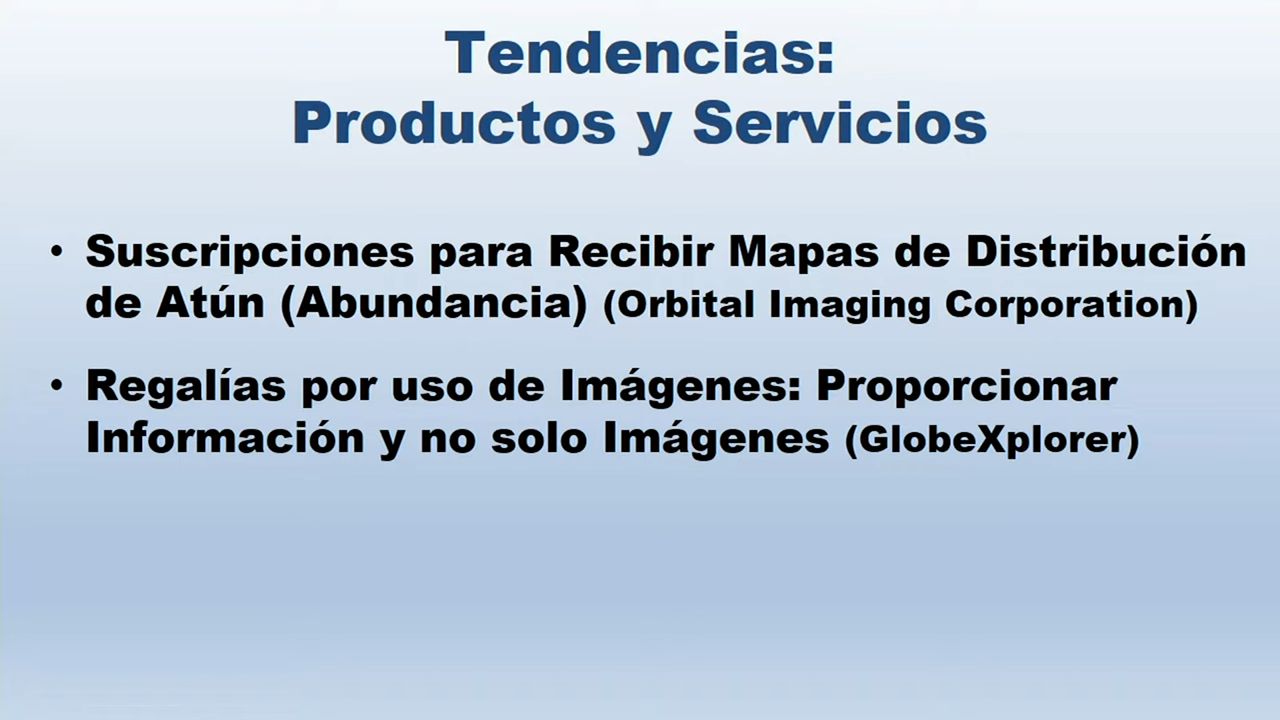 Tendencias:
Productos y Servicios
• Suscripciones para Recibir Mapas de Distribución
de Atún (Abundancia) (Orbital Imaging Corporation)
• Regalías por uso de Imágenes: Proporcionar
Información y no solo Imágenes (GlobeXplorer)